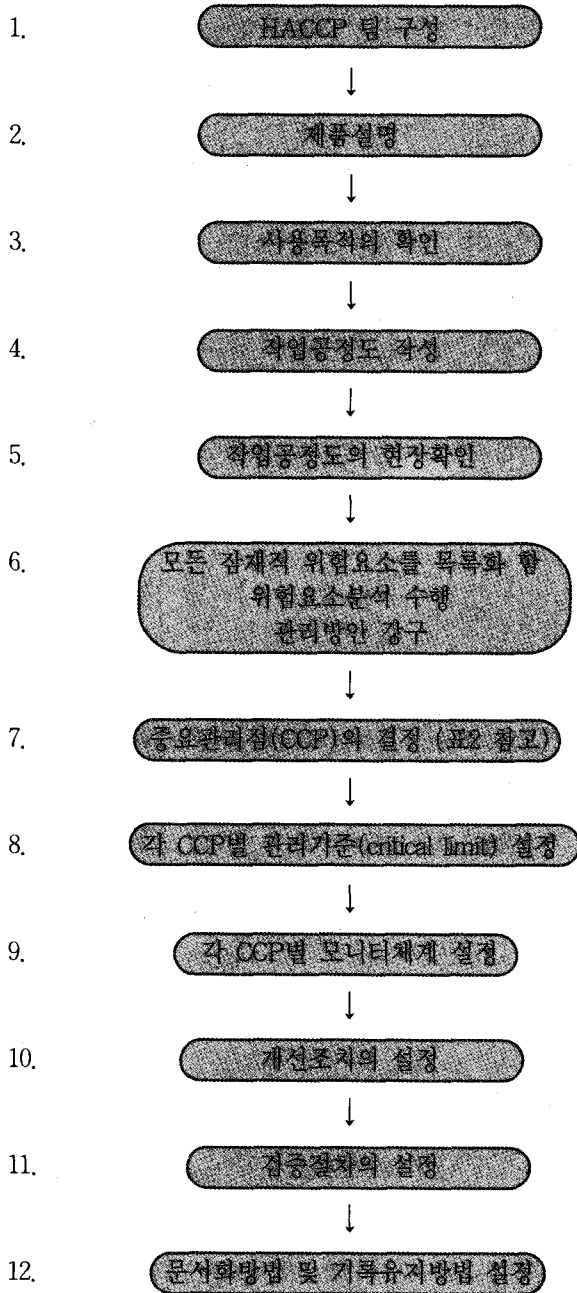 1. HACCP 팀 구성
↓
2. 제품설명
↓
3. 사용목적의 확인
↓
4. 작업공정도 작성
↓
5. 작업공정도의 현장확인
↓
6. 모든 잠재적 위험요소를 목록화 함
위험요소분석 수행
관리방안 강구
↓
7. 중요관리점(CCP)의 결정 (표2 참고)
↓
8. 각 CCP별 관리기준(critical limit) 설정
↓
9. 각 CCP별 모니터체계 설정
↓
10. 개선조치의 설정
↓
11. 검증절차의 설정
↓
12. 문서화방법 및 기록유지방법 설정